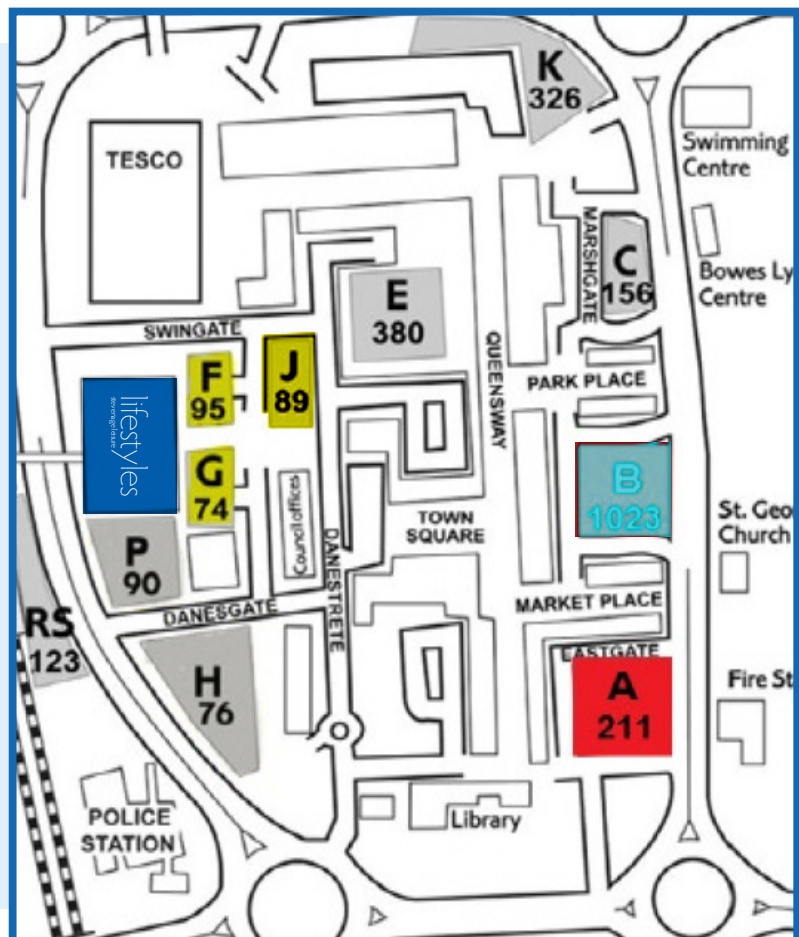 K
326
Swimming
Centre
TESCO
MARSHGATE
C
156
Bowes Ly
Centre
E
380
SWINGATE
QUEENSWAY
F
95
J
89
PARK PLACE
lifestyles
stevenage leisure
G
74
B
1023
Council offices
TOWN
SQUARE
St. Geo
Church
P
90
DANESTRETE
DANESGATE
MARKET PLACE
RS
123
EASTGATE
H
76
A
211
Fire St
POLICE
STATION
Library